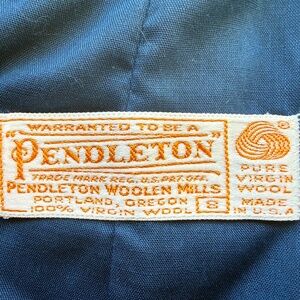 WARRANTED TO BE A
"PENDLETON"
TRADE MARK REG. U.S. PAT. OFF.
PENDLETON WOOLEN MILLS
PORTLAND, OREGON
100% VIRGIN WOOL S
®
PURE
VIRGIN
WOOL
MADE
IN U.S.A